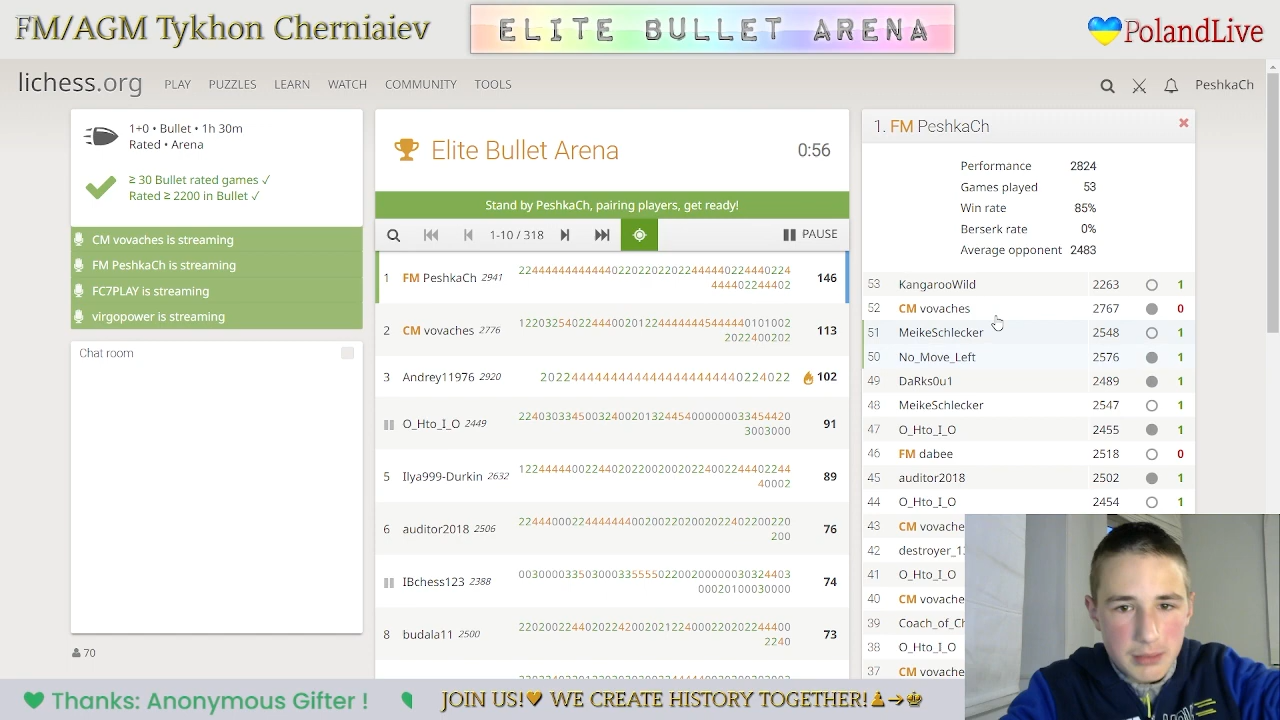 FM/AGM Tykhon Cherniaiev
ELITE BULLET ARENA
PolandLive
lichess.org
PLAY PUZZLES LEARN WATCH COMMUNITY TOOLS
PeshkaCh
1+0 • Bullet • 1h 30m
Rated • Arena
≥ 30 Bullet rated games ✓
Rated ≥ 2200 in Bullet ✓
CM vovaches is streaming
FM PeshkaCh is streaming
FC7PLAY is streaming
virgopower is streaming
Chat room
70
Elite Bullet Arena 0:56
Stand by PeshkaCh, pairing players, get ready!
1-10 / 318 PAUSE
1 FM PeshkaCh 2941 146
2 CM vovaches 2776 113
3 Andrey11976 2920 102
O_Hto_I_O 2449 91
5 Ilya999-Durkin 2632 89
6 auditor2018 2506 76
IBchess123 2388 74
8 budala11 2500 73
1. FM PeshkaCh
Performance 2824
Games played 53
Win rate 85%
Berserk rate 0%
Average opponent 2483
53 KangarooWild 2263 1
52 CM vovaches 2767 0
51 MeikeSchlecker 2548 1
50 No_Move_Left 2576 1
49 DaRks0u1 2489 1
48 MeikeSchlecker 2547 1
47 O_Hto_I_O 2455 1
46 FM dabee 2518 0
45 auditor2018 2502 1
44 O_Hto_I_O 2454 1
43 CM vovache
42 destroyer_1
41 O_Hto_I_O
40 CM vovache
39 Coach_of_C
38 O_Hto_I_O
37 CM vovache
Thanks: Anonymous Gifter !
JOIN US! WE CREATE HISTORY TOGETHER!